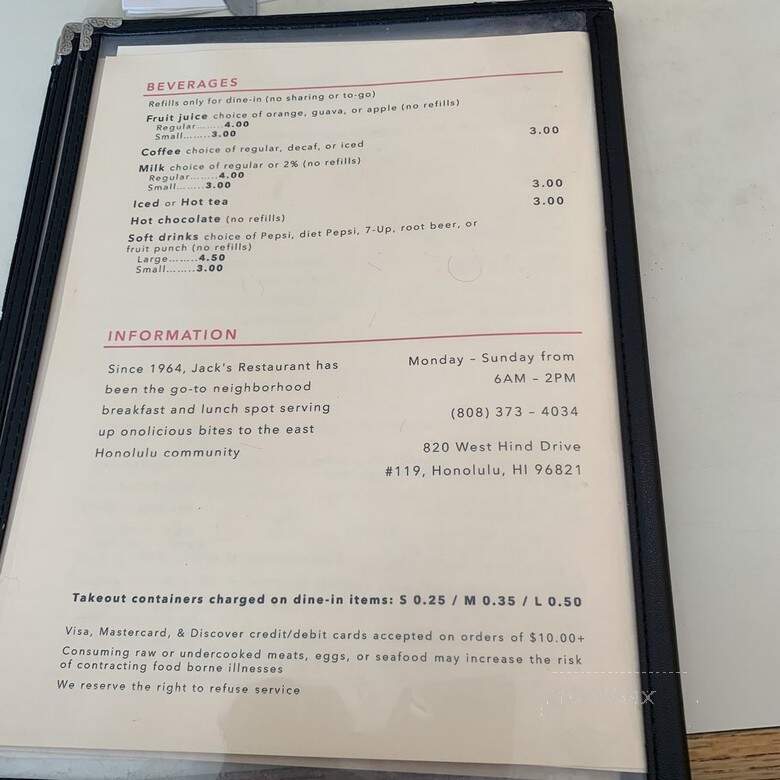 BEVERAGES
Refills only for dine-in (no sharing or to-go)
Fruit juice choice of orange, guava, or apple (no refills)
Regular........4.00
Small........3.00
Coffee choice of regular, decaf, or iced 3.00
Milk choice of regular or 2% (no refills)
Regular........4.00
Small........3.00
Iced or Hot tea 3.00
Hot chocolate (no refills) 3.00
Soft drinks choice of Pepsi, diet Pepsi, 7-Up, root beer, or
fruit punch (no refills)
Large........4.50
Small........3.00
INFORMATION
Since 1964, Jack's Restaurant has
been the go-to neighborhood
breakfast and lunch spot serving
up onolicious bites to the east
Honolulu community
Monday – Sunday from
6AM – 2PM
(808) 373 – 4034
820 West Hind Drive
#119, Honolulu, HI 96821
Takeout containers charged on dine-in items: S 0.25 / M 0.35 / L 0.50
Visa, Mastercard, & Discover credit/debit cards accepted on orders of $10.00+
Consuming raw or undercooked meats, eggs, or seafood may increase the risk
of contracting food borne illnesses
We reserve the right to refuse service